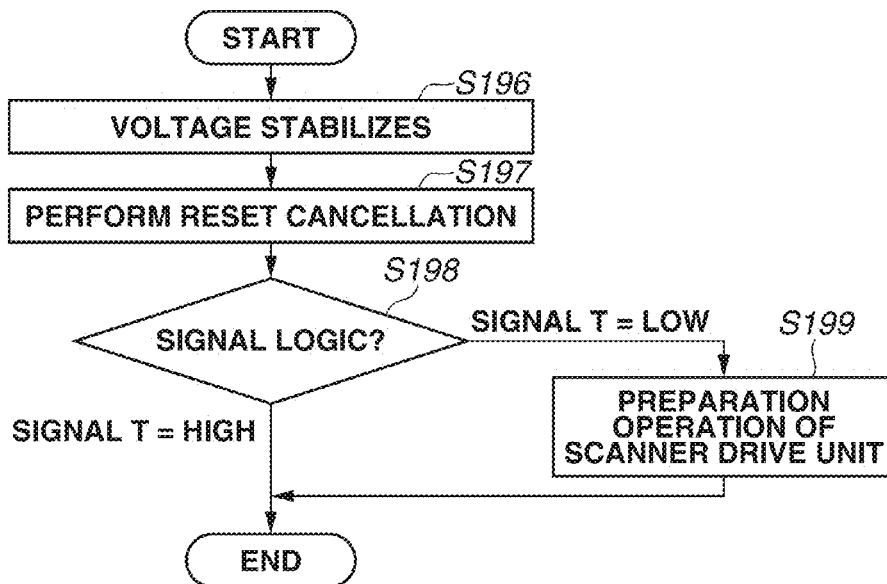 START
S196
VOLTAGE STABILIZES
S197
PERFORM RESET CANCELLATION
S198
SIGNAL LOGIC?
SIGNAL T = LOW
S199
PREPARATION
OPERATION OF
SCANNER DRIVE UNIT
SIGNAL T = HIGH
END